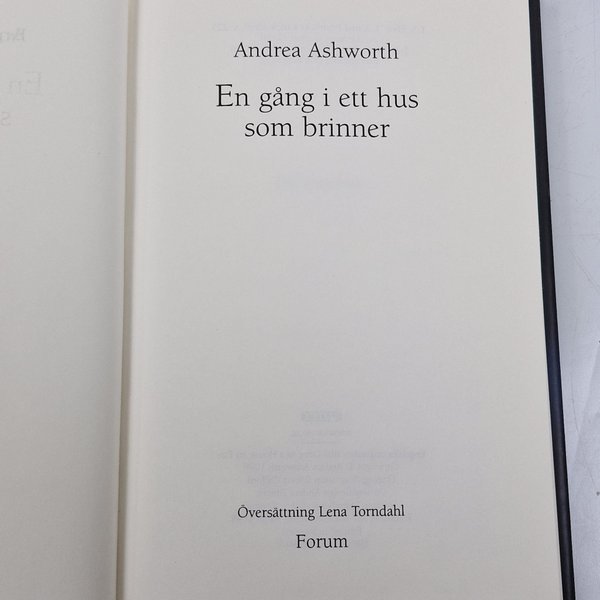 Andrea Ashworth
En gång i ett hus
som brinner
Översättning Lena Torndahl
Forum